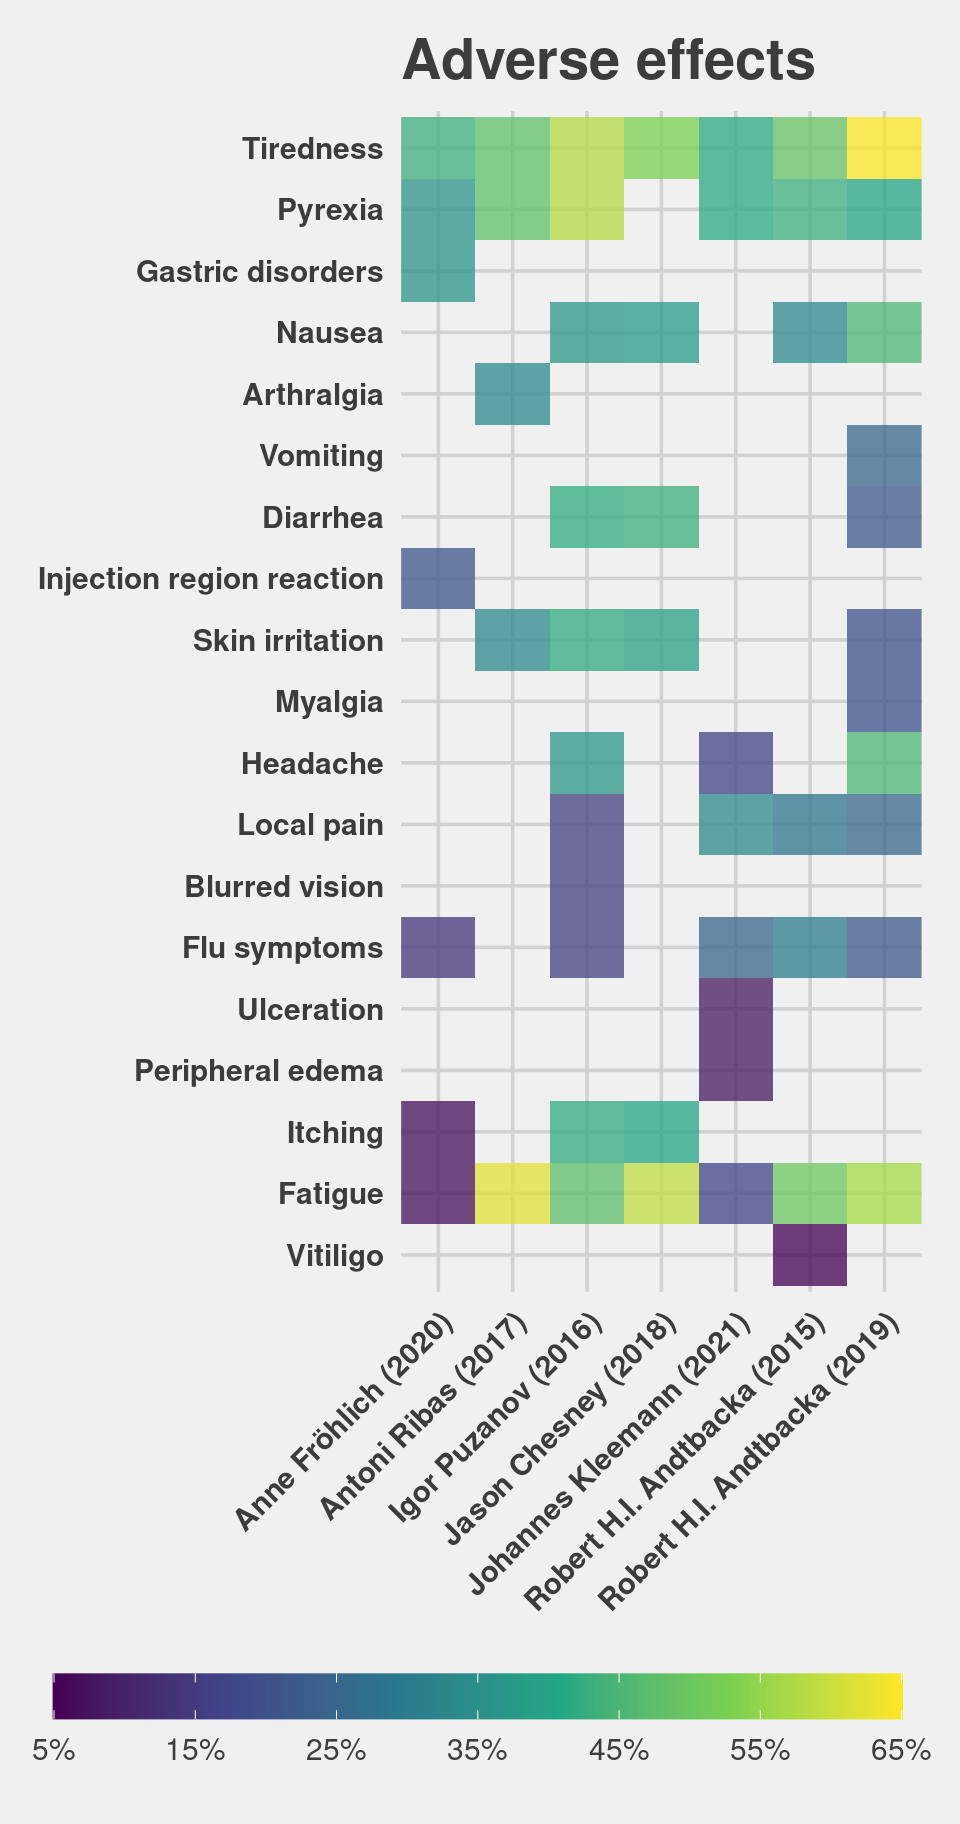 Adverse effects
Tiredness
Pyrexia
Gastric disorders
Nausea
Arthralgia
Vomiting
Diarrhea
Injection region reaction
Skin irritation
Myalgia
Headache
Local pain
Blurred vision
Flu symptoms
Ulceration
Peripheral edema
Itching
Fatigue
Vitiligo
Anne Fröhlich (2020)
Antoni Ribas (2017)
Igor Puzanov (2016)
Jason Chesney (2018)
Johannes Kleemann (2021)
Robert H.I. Andtbacka (2015)
Robert H.I. Andtbacka (2019)
5% 15% 25% 35% 45% 55% 65%